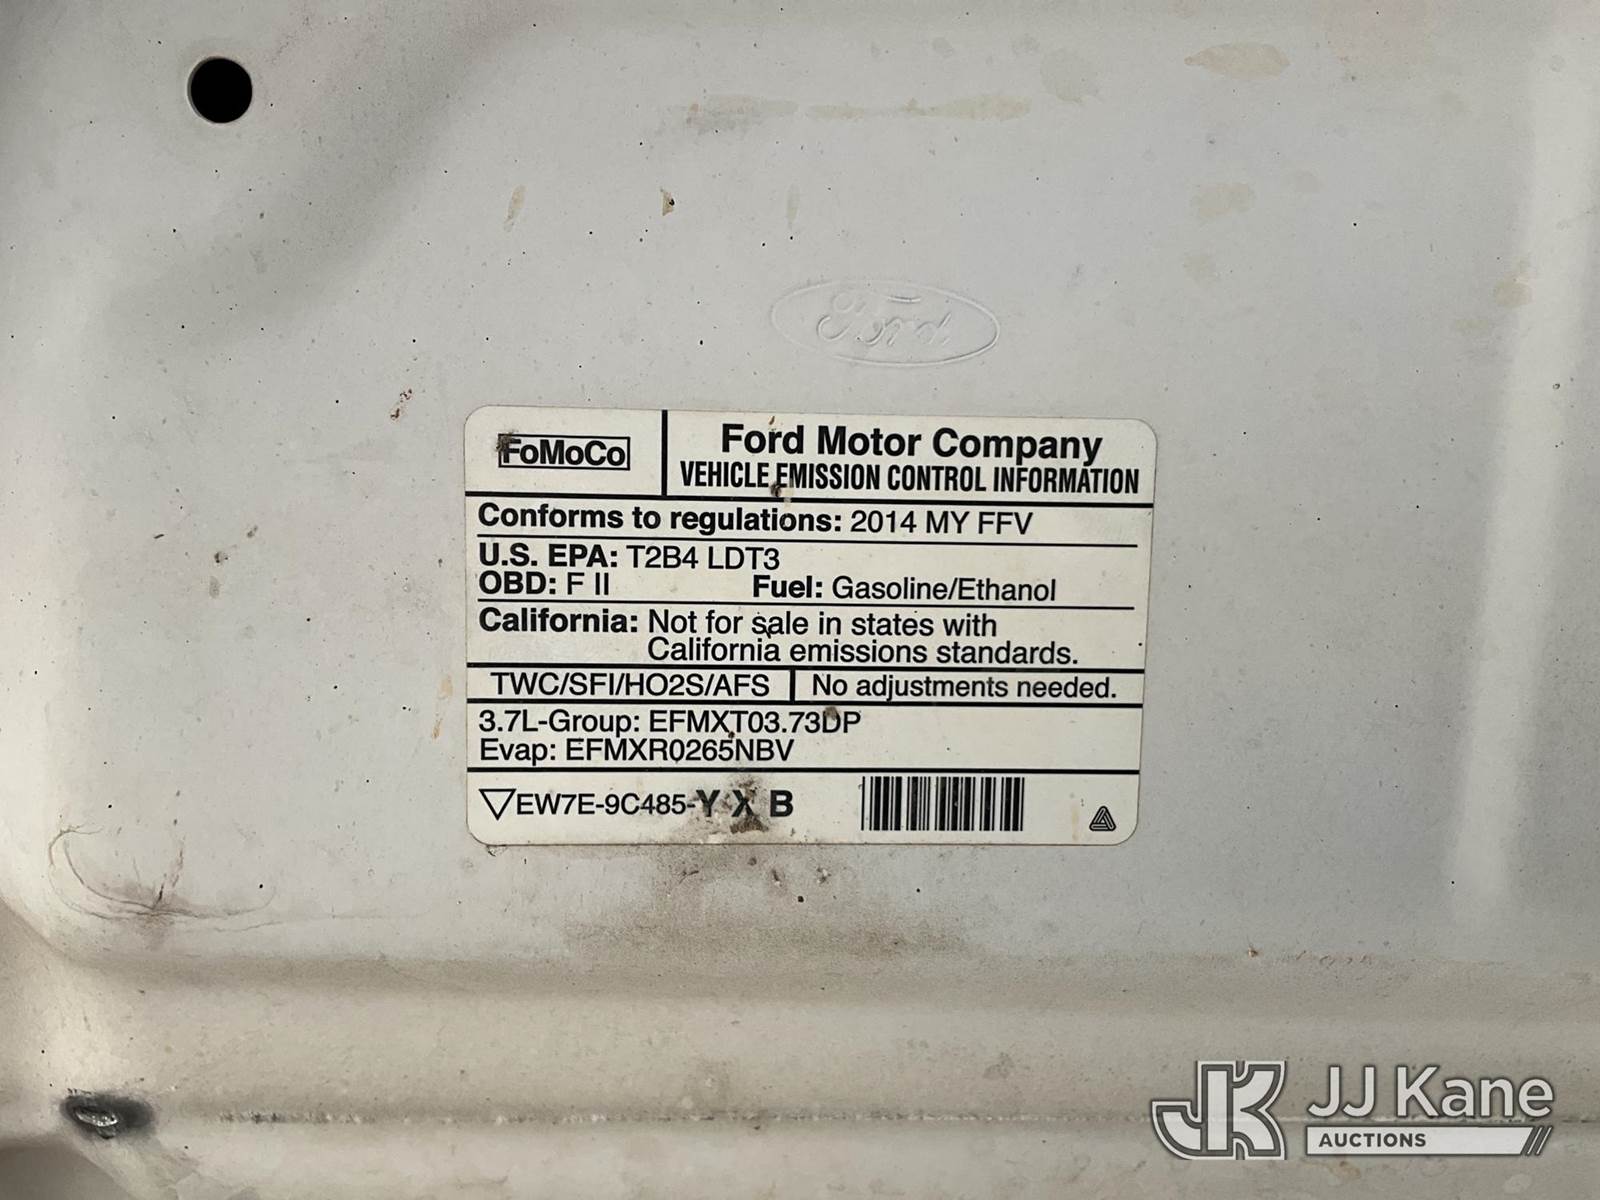 Ford
FoMoCo
Ford Motor Company
VEHICLE EMISSION CONTROL INFORMATION
Conforms to regulations: 2014 MY FFV
U.S. EPA: T2B4 LDT3
OBD: F II Fuel: Gasoline/Ethanol
California: Not for sale in states with
California emissions standards.
TWC/SFI/HO2S/AFS No adjustments needed.
3.7L-Group: EFMXT03.73DP
Evap: EFMXR0265NBV
EW7E-9C485-Y X B
JK JJ Kane
AUCTIONS